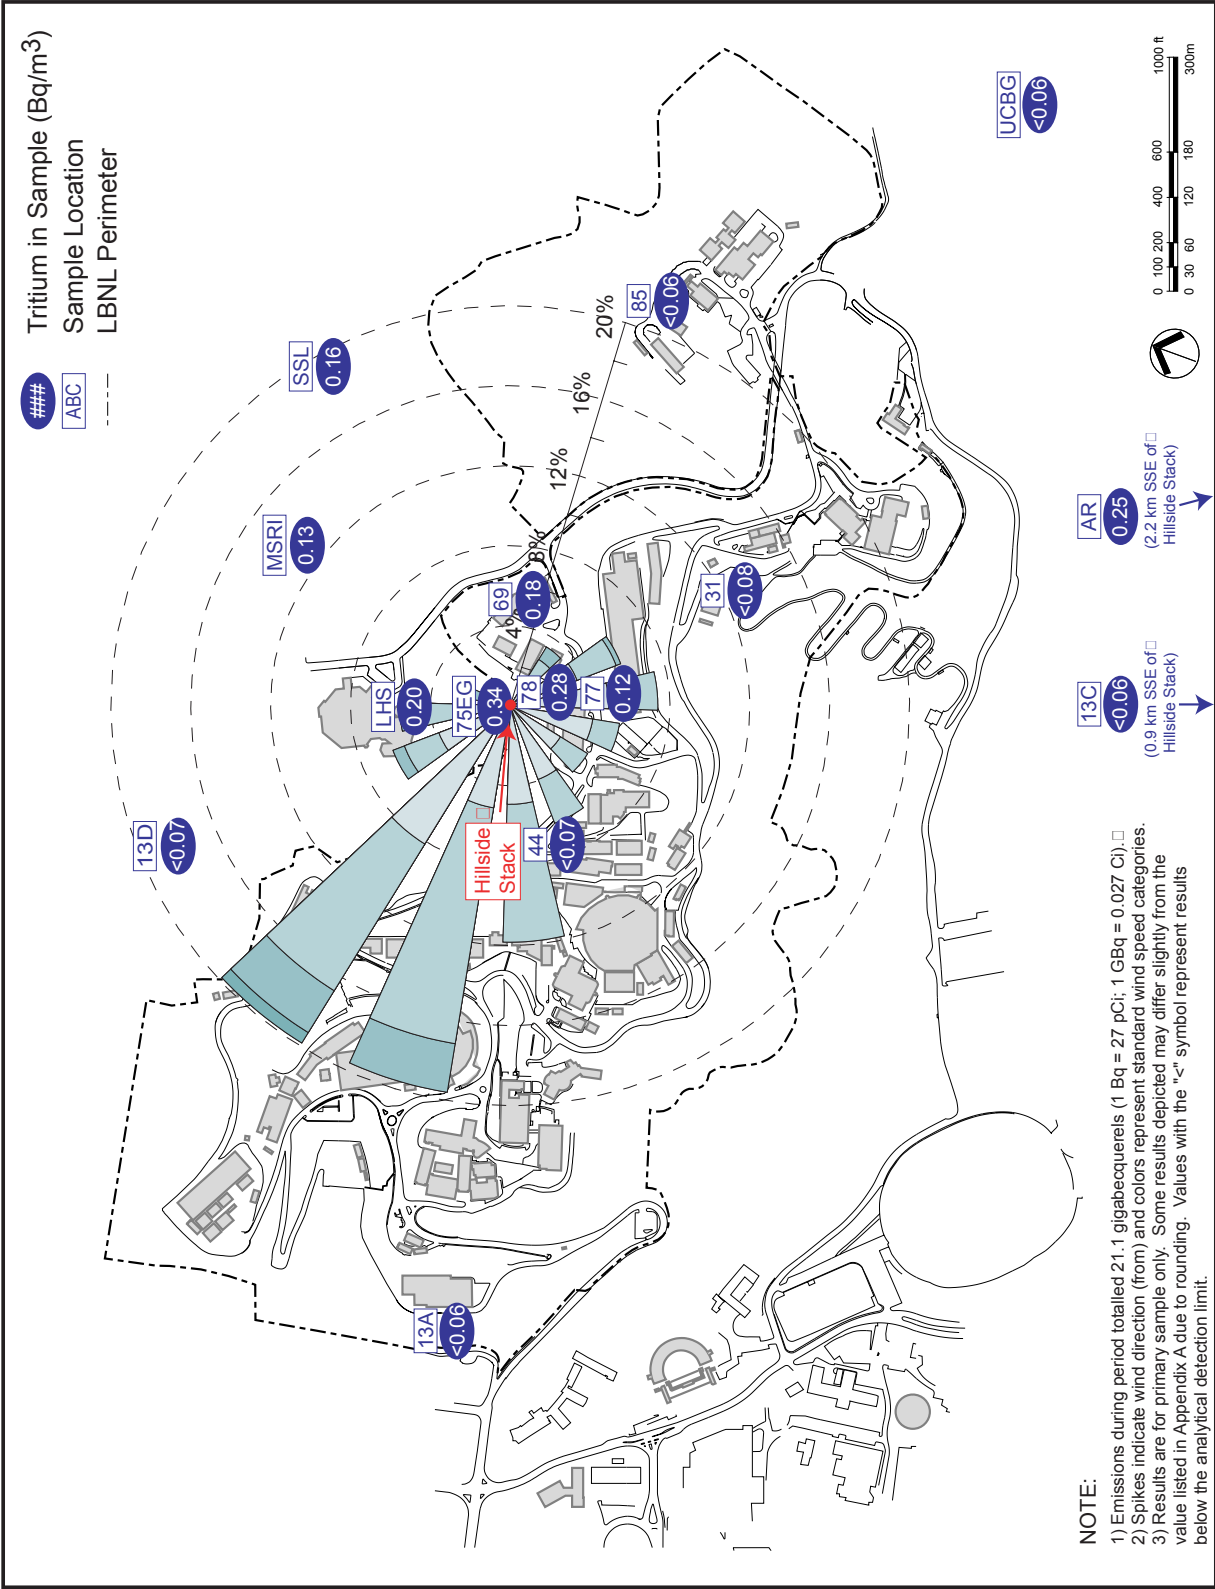 ### Tritium in Sample (Bq/m3)
ABC Sample Location
LBNL Perimeter
SSL
0.16
MSRI
0.13
13D
<0.07
LHS
0.20
75EG
0.34
69
0.18
78
0.28
77
0.12
85
<0.06
31
<0.08
44
<0.07
13A
<0.06
UCBG
<0.06
Hillside
Stack
4%
8%
12%
16%
20%
13C
<0.06
(0.9 km SSE of
Hillside Stack)
AR
0.25
(2.2 km SSE of
Hillside Stack)
0 100 200 400 600 1000 ft
0 30 60 120 180 300m
NOTE:
1) Emissions during period totalled 21.1 gigabecquerels (1 Bq = 27 pCi; 1 GBq = 0.027 Ci).
2) Spikes indicate wind direction (from) and colors represent standard wind speed categories.
3) Results are for primary sample only. Some results depicted may differ slightly from the
value listed in Appendix A due to rounding. Values with the "<" symbol represent results
below the analytical detection limit.